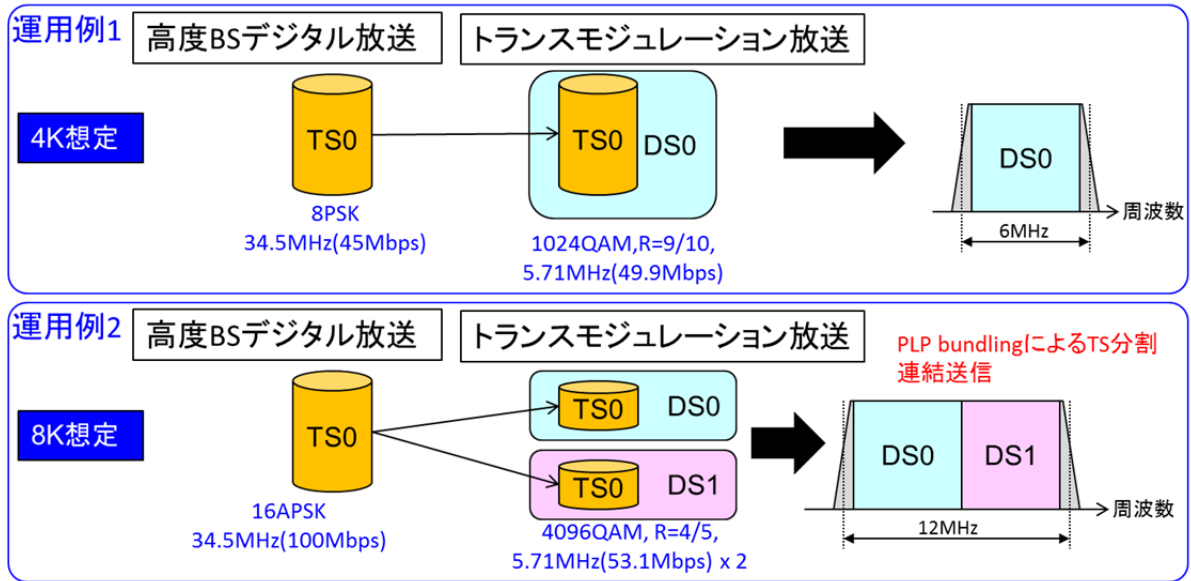 運用例1
高度BSデジタル放送
トランスモジュレーション放送
4K想定
TS0
TS0
DS0
DS0
周波数
6MHz
8PSK
34.5MHz(45Mbps)
1024QAM,R=9/10,
5.71MHz(49.9Mbps)
運用例2
高度BSデジタル放送
トランスモジュレーション放送
PLP bundlingによるTS分割
連結送信
8K想定
TS0
TS0
DS0
TS0
DS1
DS0
DS1
周波数
12MHz
16APSK
34.5MHz(100Mbps)
4096QAM, R=4/5,
5.71MHz(53.1Mbps) x 2